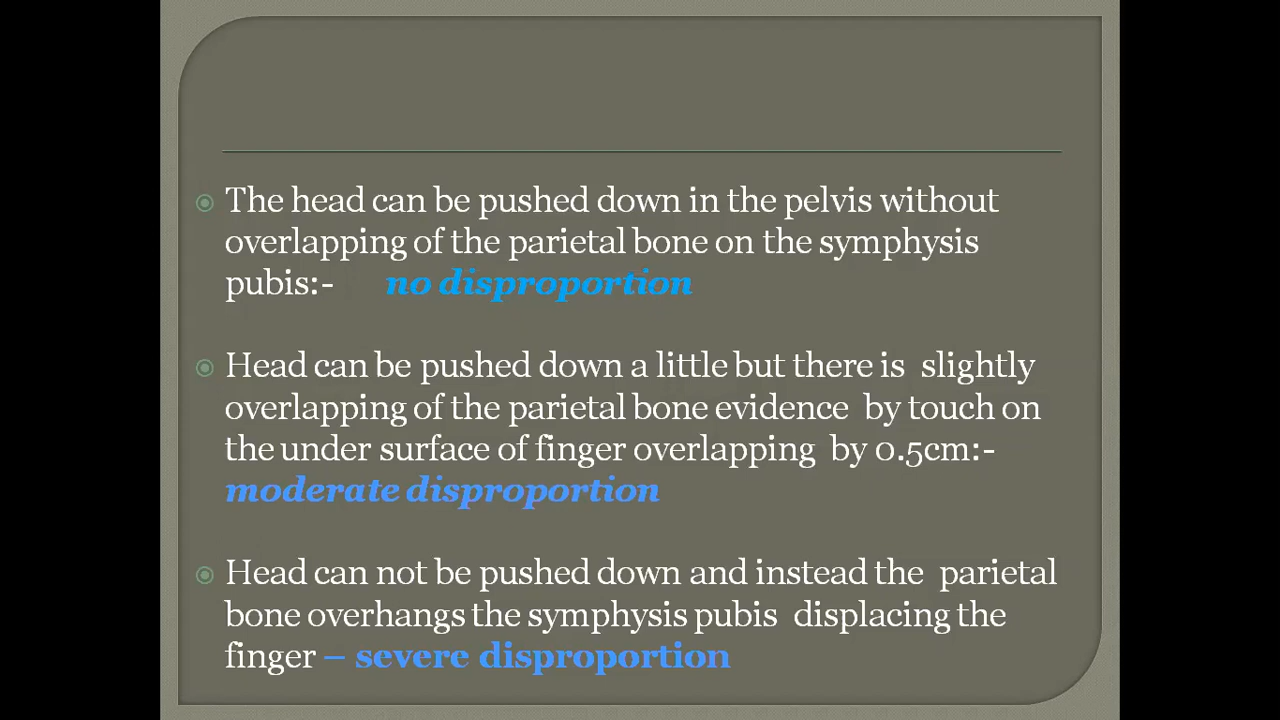 The head can be pushed down in the pelvis without
overlapping of the parietal bone on the symphysis
pubis:- no disproportion
Head can be pushed down a little but there is slightly
overlapping of the parietal bone evidence by touch on
the under surface of finger overlapping by 0.5cm:-
moderate disproportion
Head can not be pushed down and instead the parietal
bone overhangs the symphysis pubis displacing the
finger – severe disproportion